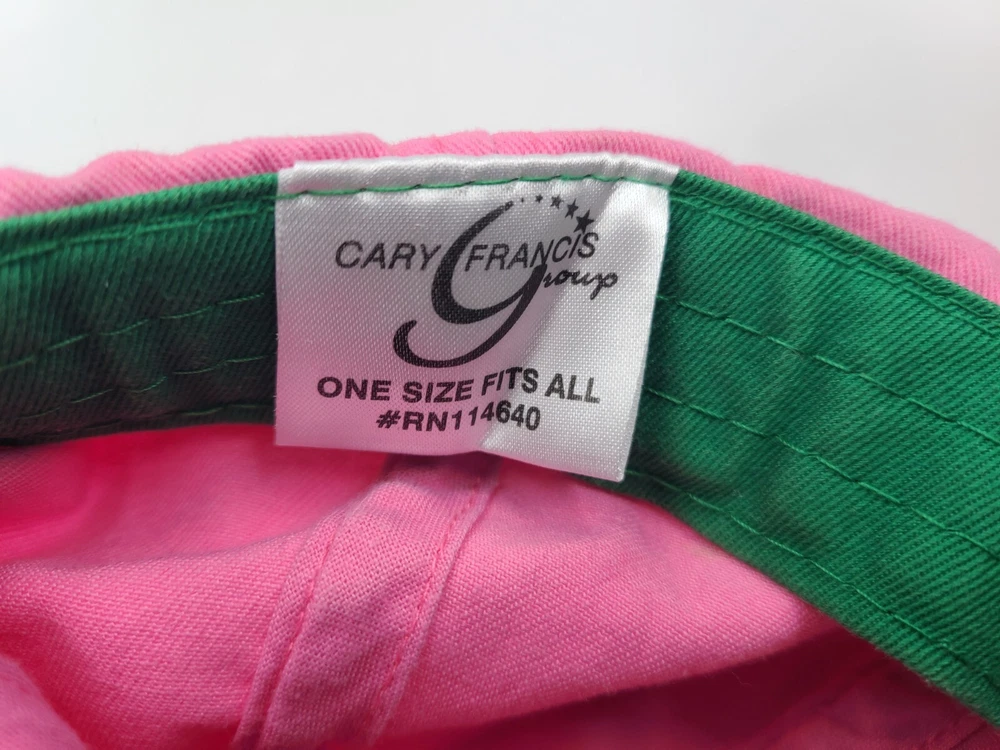 CARY FRANCIS
Group
ONE SIZE FITS ALL
#RN114640